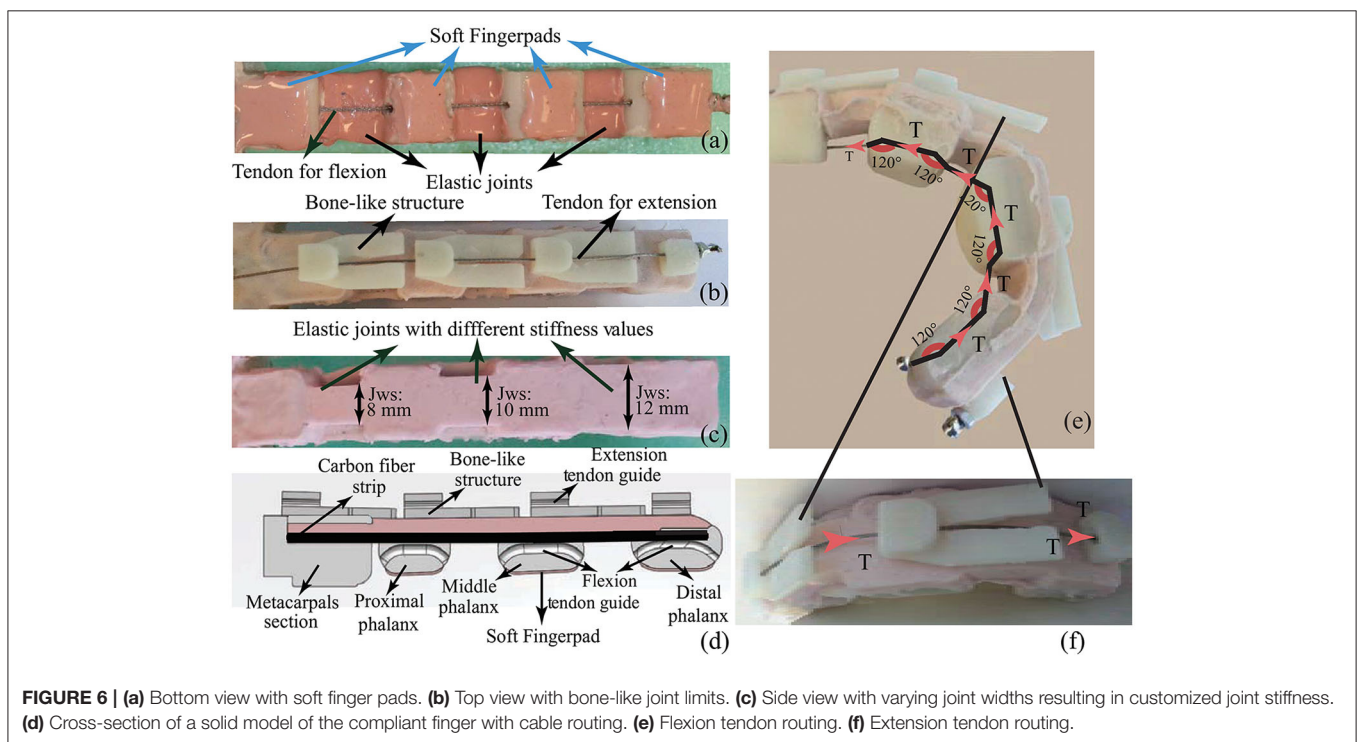 Soft Fingerpads
(a)
Tendon for flexion
Elastic joints
Bone-like structure
Tendon for extension
(b)
Elastic joints with diffferent stiffness values
Jws:
8 mm
Jws:
10 mm
Jws:
12 mm
(c)
Carbon fiber
strip
Bone-like
structure
Extension
tendon guide
Metacarpals
section
Proximal
phalanx
Middle
phalanx
Soft Fingerpad
Flexion
tendon guide
Distal
phalanx
(d)
T
T
T
T
T
T
120°
120°
120°
120°
120°
120°
(e)
T
T
(f)
FIGURE 6 | (a) Bottom view with soft finger pads. (b) Top view with bone-like joint limits. (c) Side view with varying joint widths resulting in customized joint stiffness.
(d) Cross-section of a solid model of the compliant finger with cable routing. (e) Flexion tendon routing. (f) Extension tendon routing.